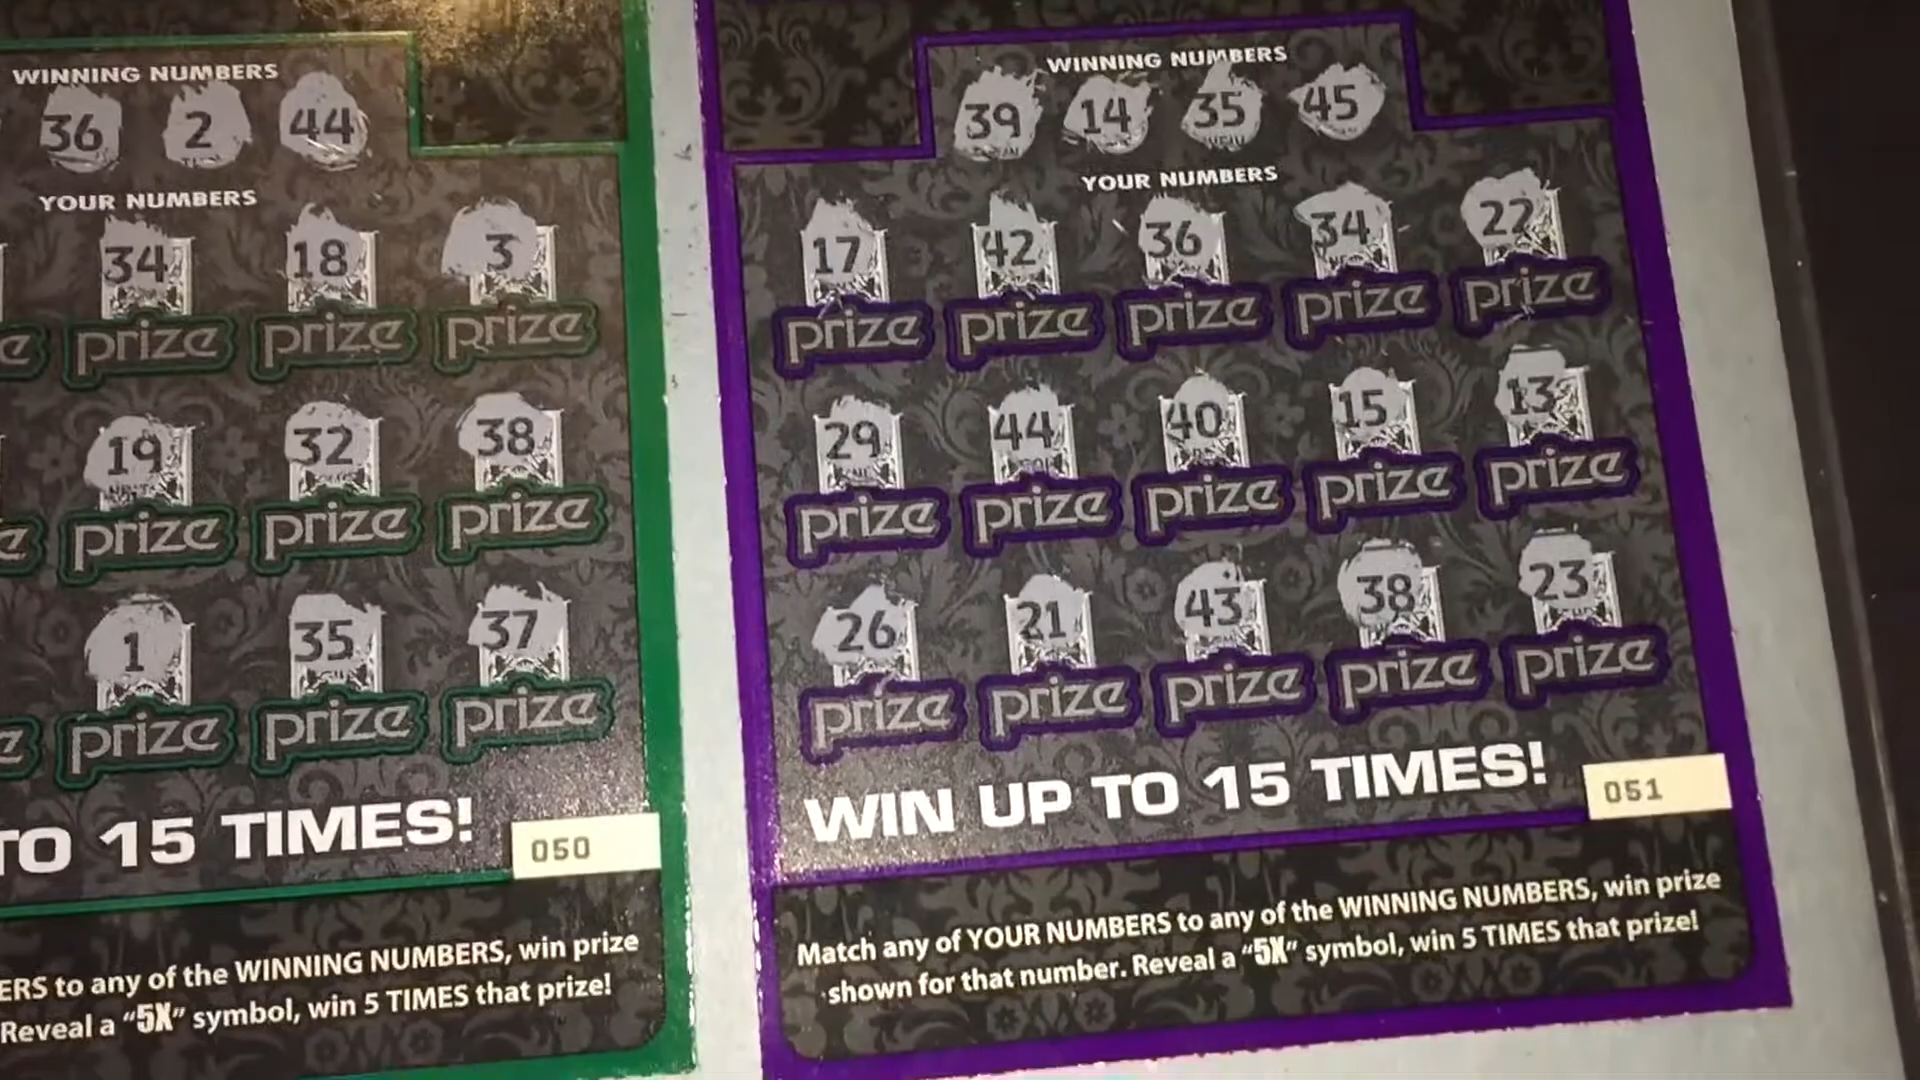 WINNING NUMBERS
36 2 44
YOUR NUMBERS
34 18 3
prize prize prize
19 32 38
prize prize prize
1 35 37
prize prize prize
TO 15 TIMES!
050
ERS to any of the WINNING NUMBERS, win prize
Reveal a "5X" symbol, win 5 TIMES that prize!
WINNING NUMBERS
39 14 35 45
YOUR NUMBERS
17 42 36 34 22
prize prize prize prize prize
29 44 40 15 13
prize prize prize prize prize
26 21 43 38 23
prize prize prize prize prize
WIN UP TO 15 TIMES!
051
Match any of YOUR NUMBERS to any of the WINNING NUMBERS, win prize
shown for that number. Reveal a "5X" symbol, win 5 TIMES that prize!